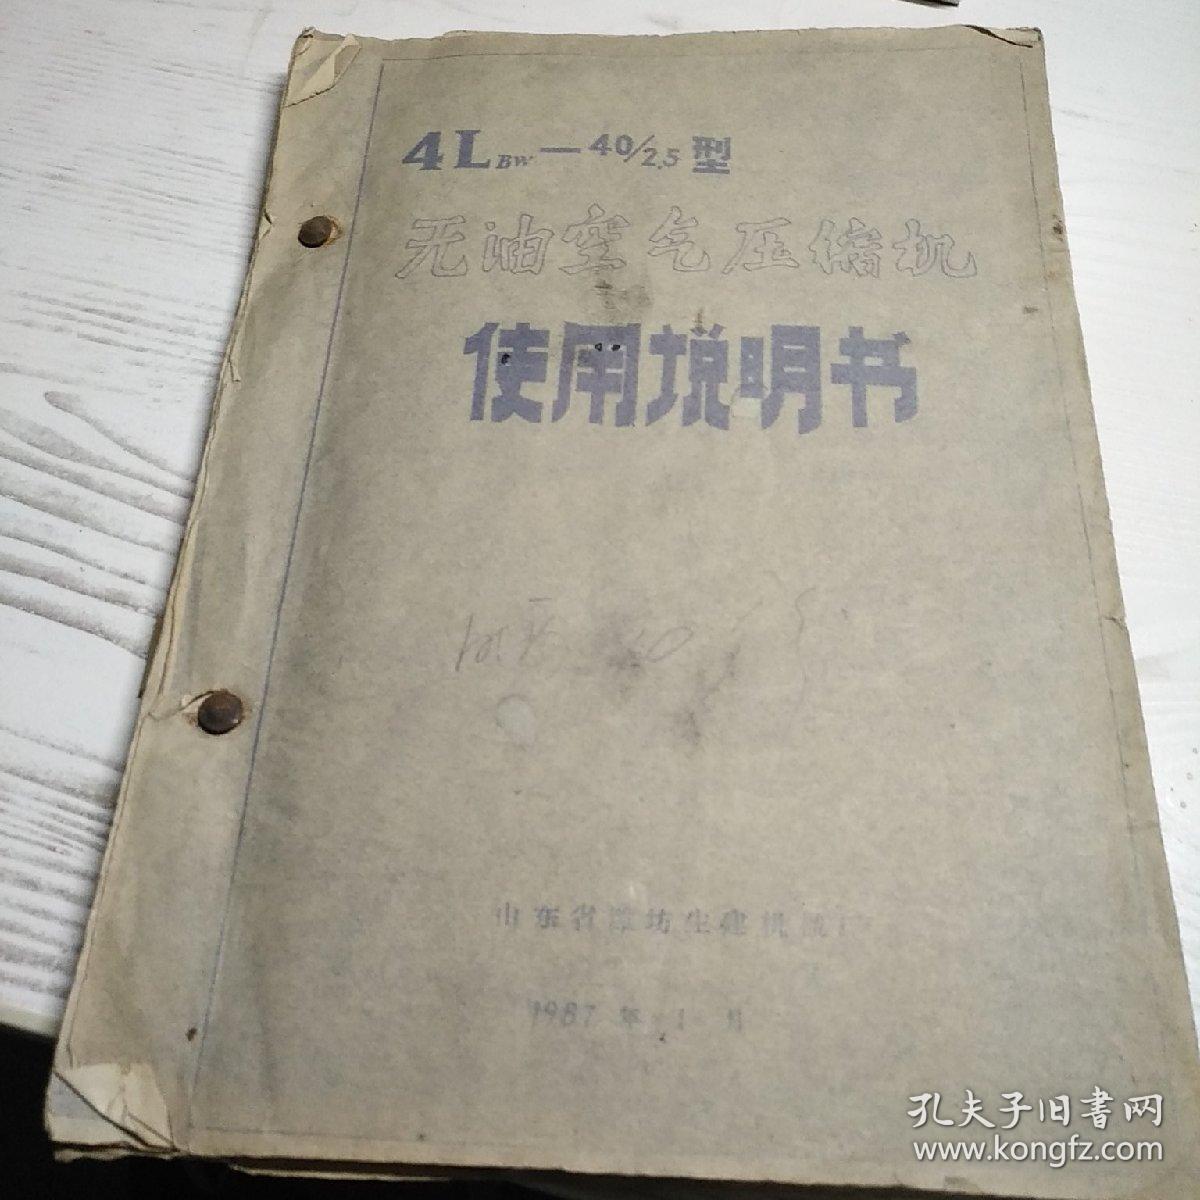 4L BW—40/2.5型
无油空气压缩机
使用说明书
山东省潍坊生建机械厂
1987年1月
孔夫子旧书网
www.kongfz.com